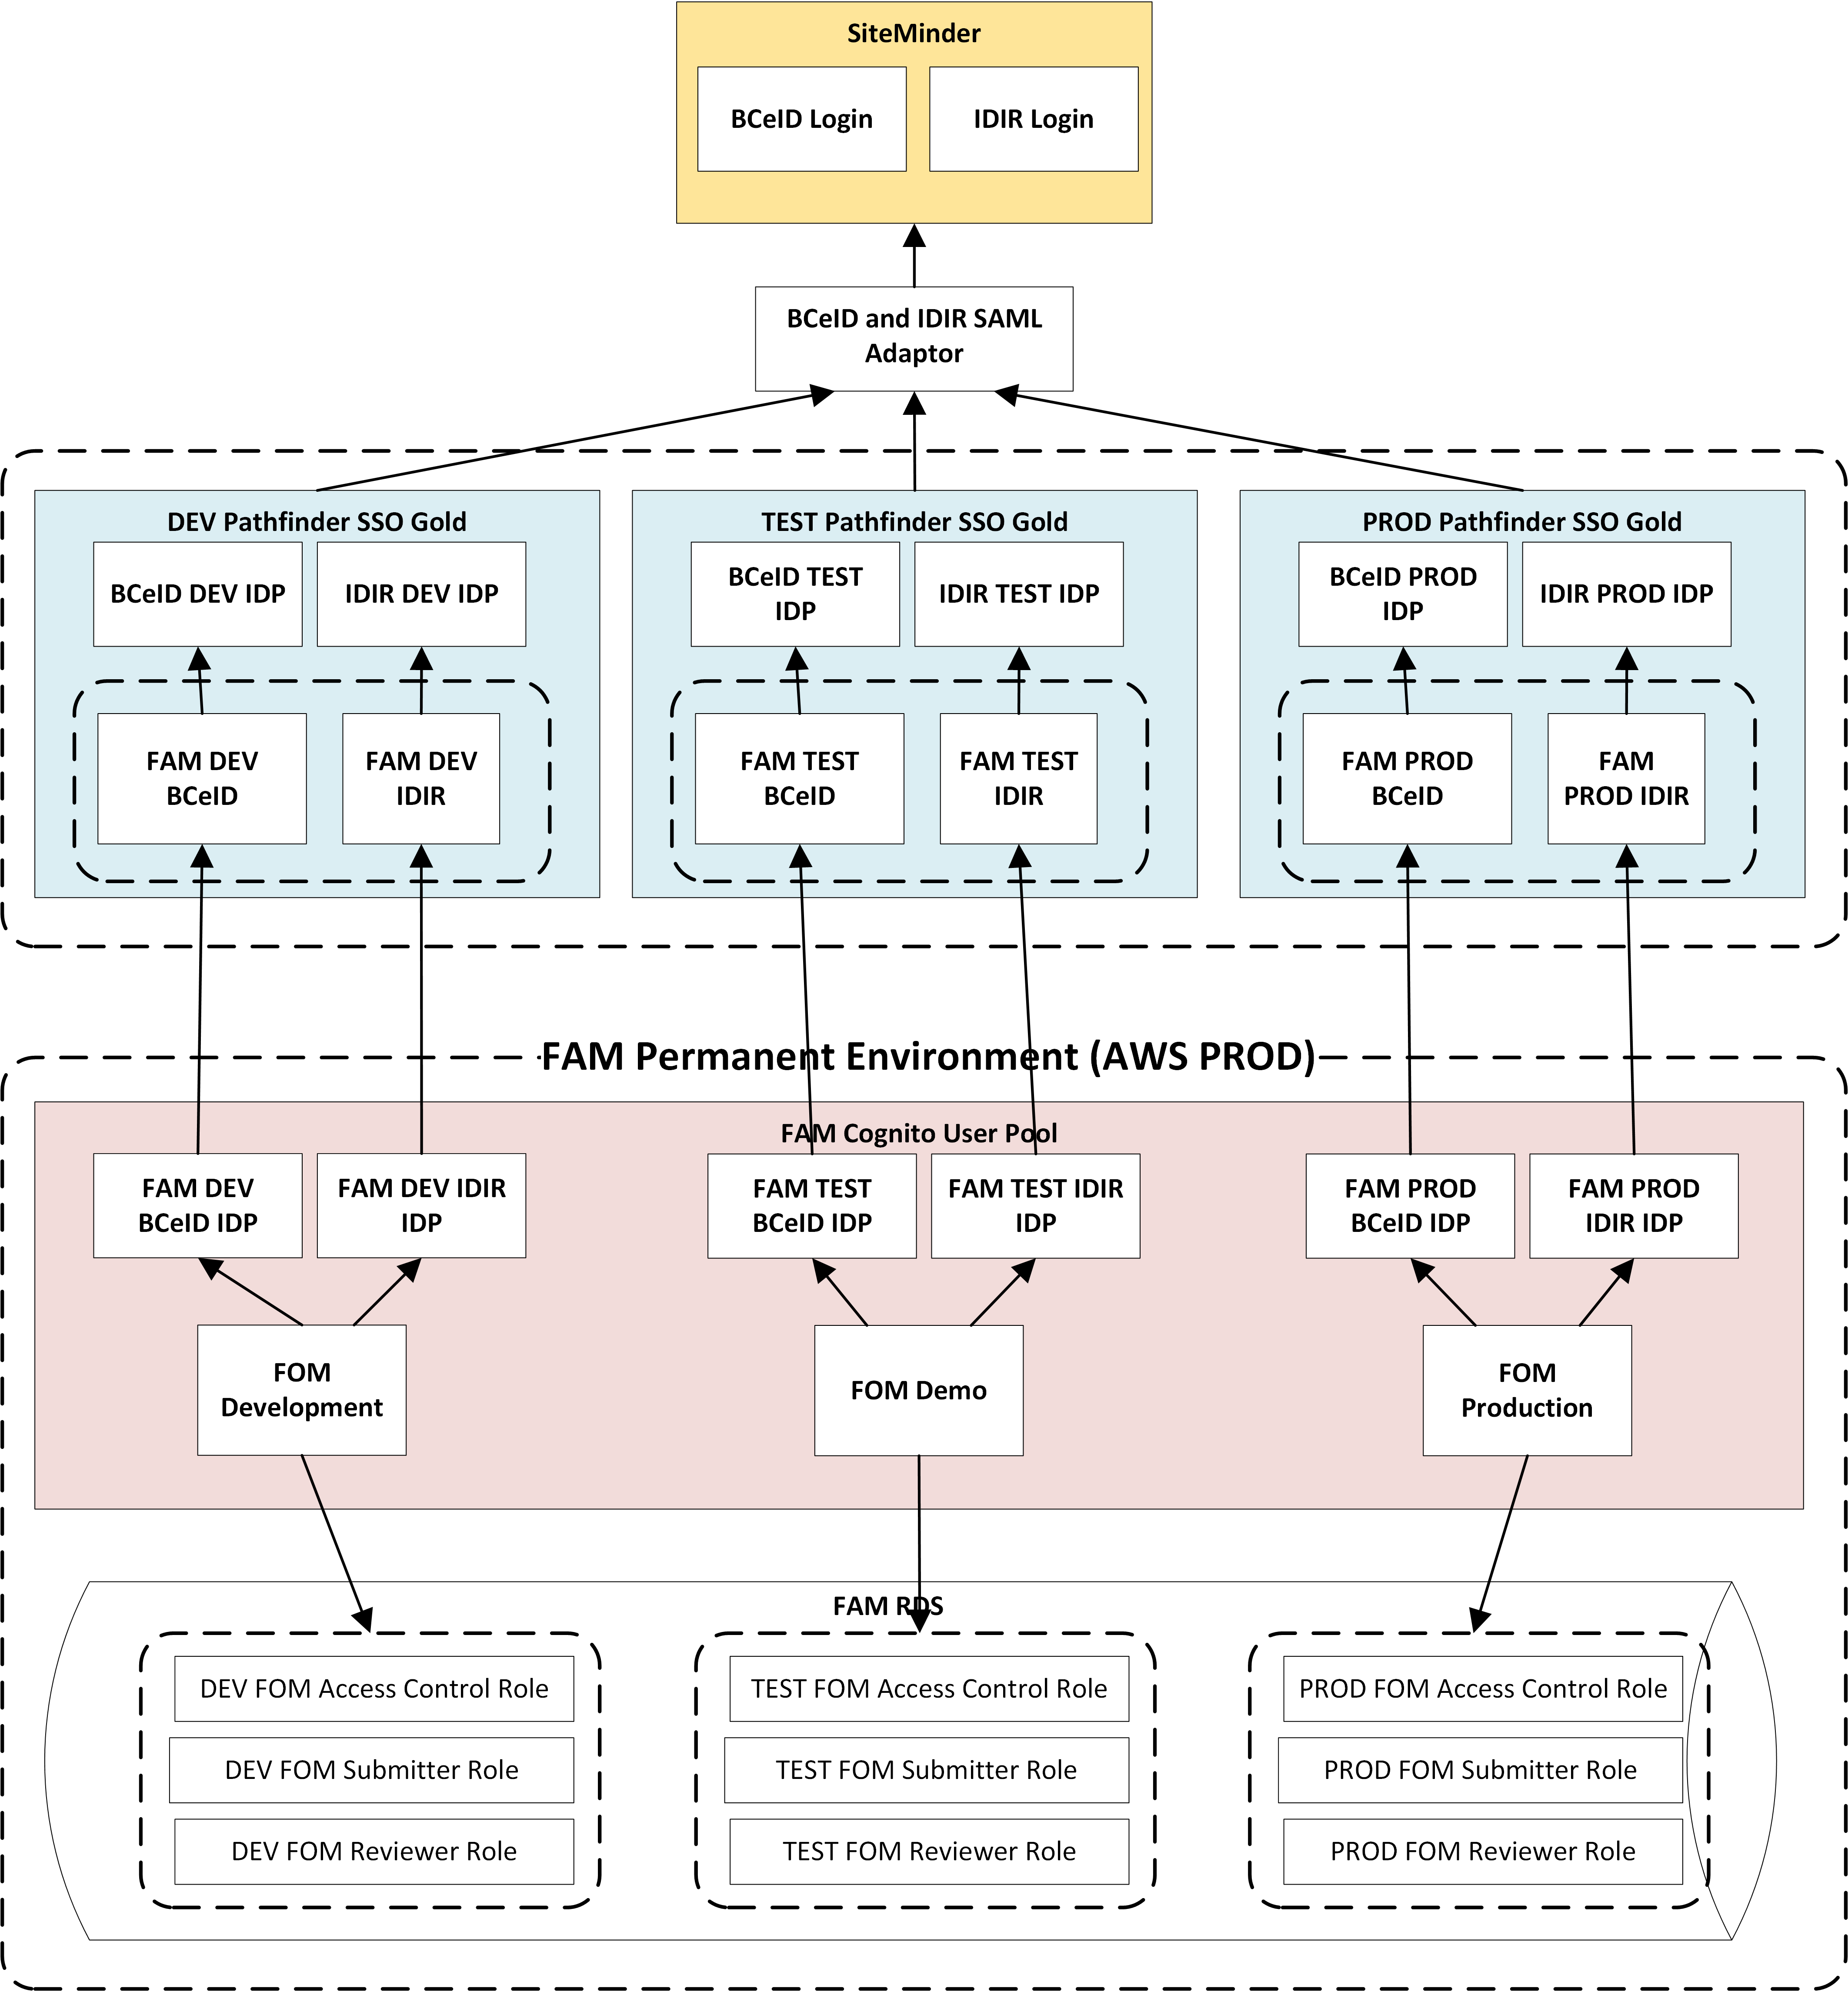 SiteMinder
BCeID Login
IDIR Login
BCeID and IDIR SAML
Adaptor
DEV Pathfinder SSO Gold
BCeID DEV IDP
IDIR DEV IDP
FAM DEV
BCeID
FAM DEV
IDIR
TEST Pathfinder SSO Gold
BCeID TEST
IDP
IDIR TEST IDP
FAM TEST
BCeID
FAM TEST
IDIR
PROD Pathfinder SSO Gold
BCeID PROD
IDP
IDIR PROD IDP
FAM PROD
BCeID
FAM
PROD IDIR
FAM Permanent Environment (AWS PROD)
FAM Cognito User Pool
FAM DEV
BCeID IDP
FAM DEV IDIR
IDP
FAM TEST
BCeID IDP
FAM TEST IDIR
IDP
FAM PROD
BCeID IDP
FAM PROD
IDIR IDP
FOM
Development
FOM Demo
FOM
Production
FAM RDS
DEV FOM Access Control Role
DEV FOM Submitter Role
DEV FOM Reviewer Role
TEST FOM Access Control Role
TEST FOM Submitter Role
TEST FOM Reviewer Role
PROD FOM Access Control Role
PROD FOM Submitter Role
PROD FOM Reviewer Role